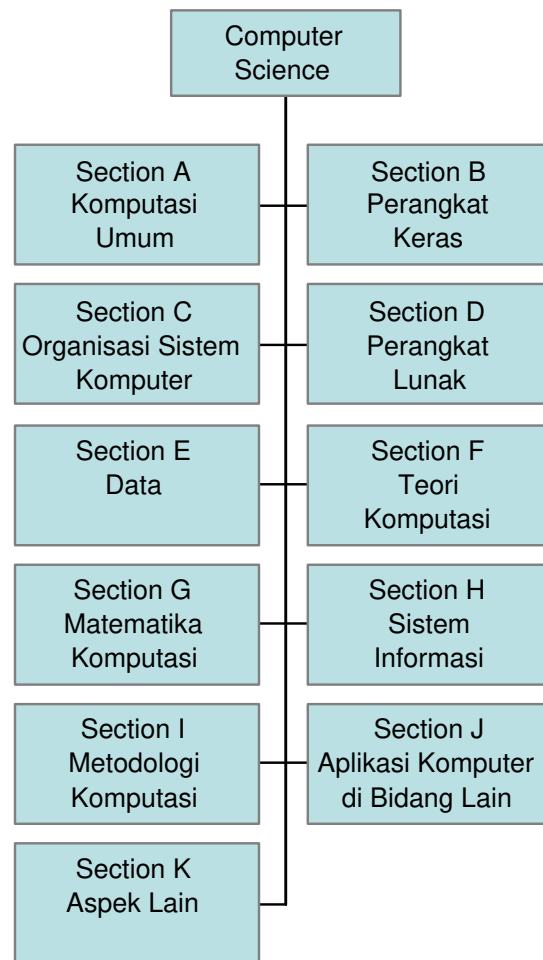 Computer
Science
Section A
Komputasi
Umum
Section B
Perangkat
Keras
Section C
Organisasi Sistem
Komputer
Section D
Perangkat
Lunak
Section E
Data
Section F
Teori
Komputasi
Section G
Matematika
Komputasi
Section H
Sistem
Informasi
Section I
Metodologi
Komputasi
Section J
Aplikasi Komputer
di Bidang Lain
Section K
Aspek Lain